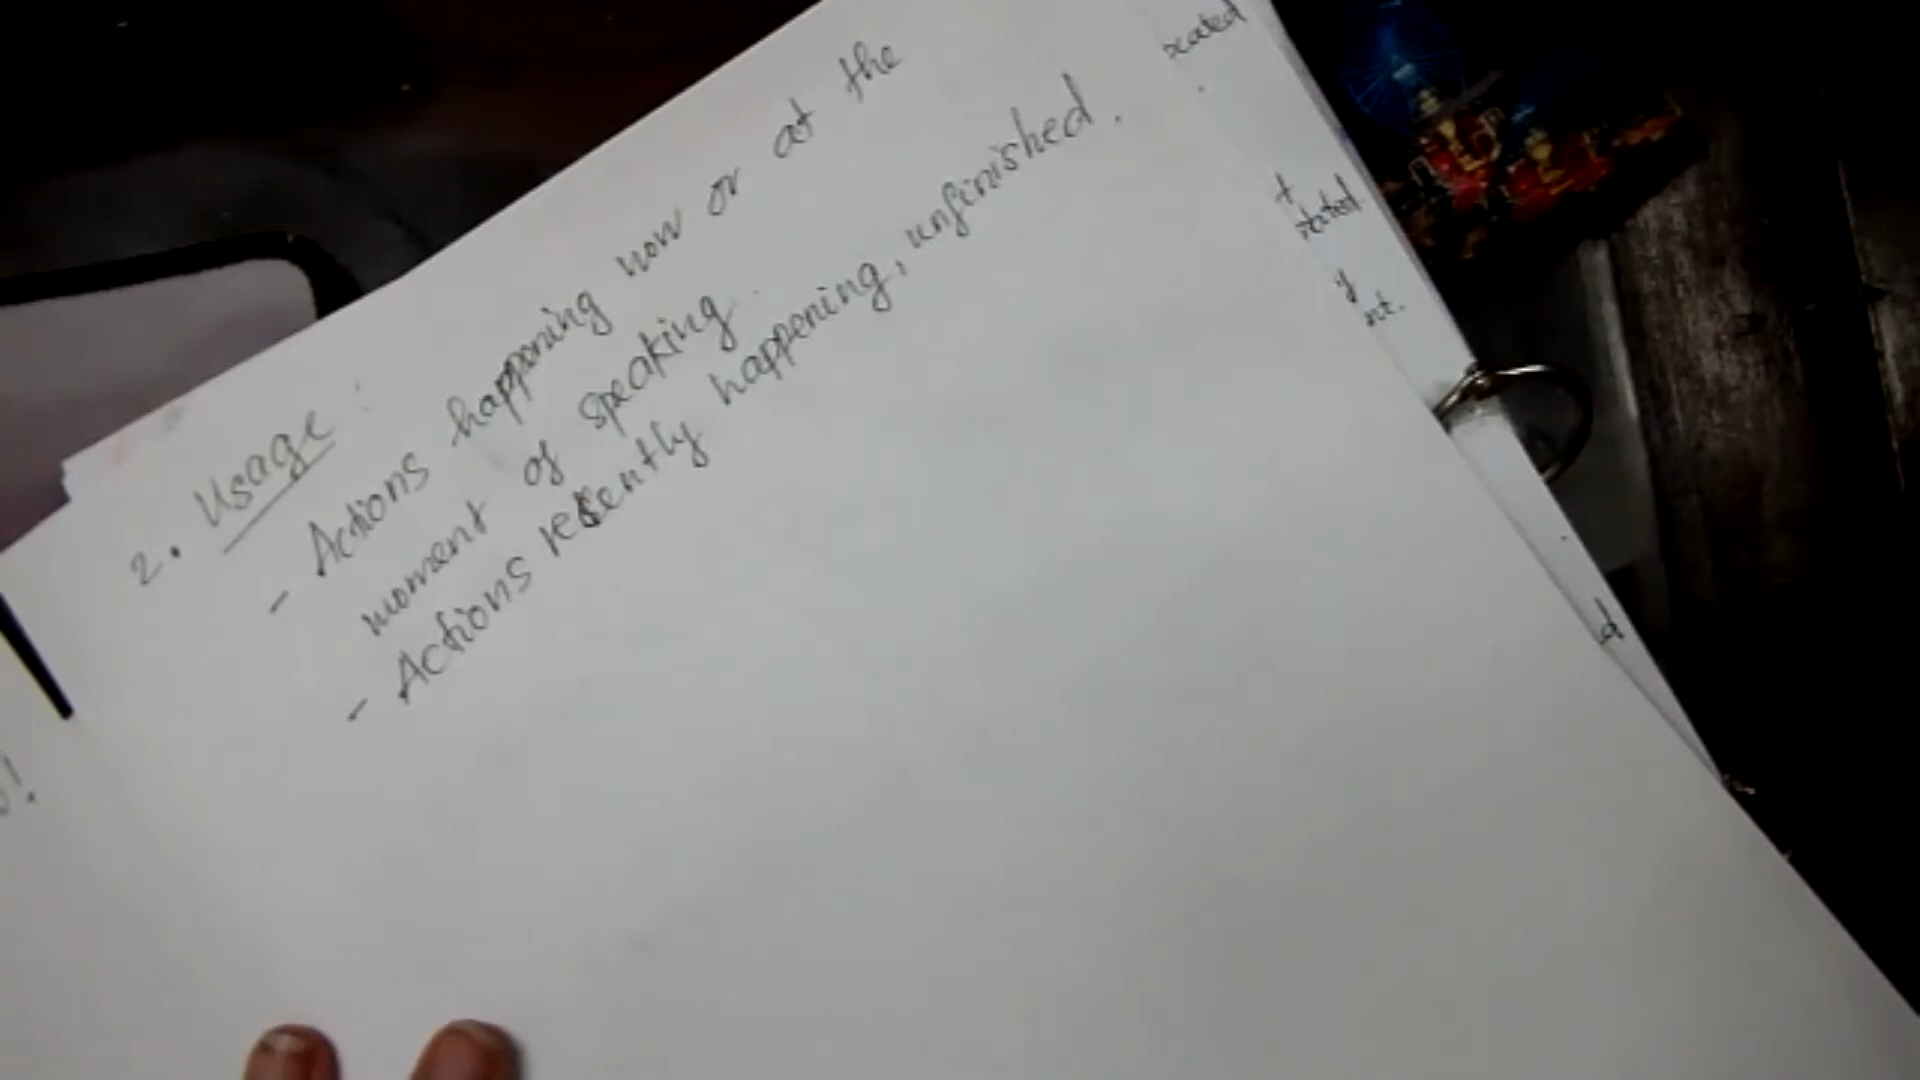 2. Usage :
- Actions happening now or at the
moment of speaking.
- Actions recently happening, unfinished.